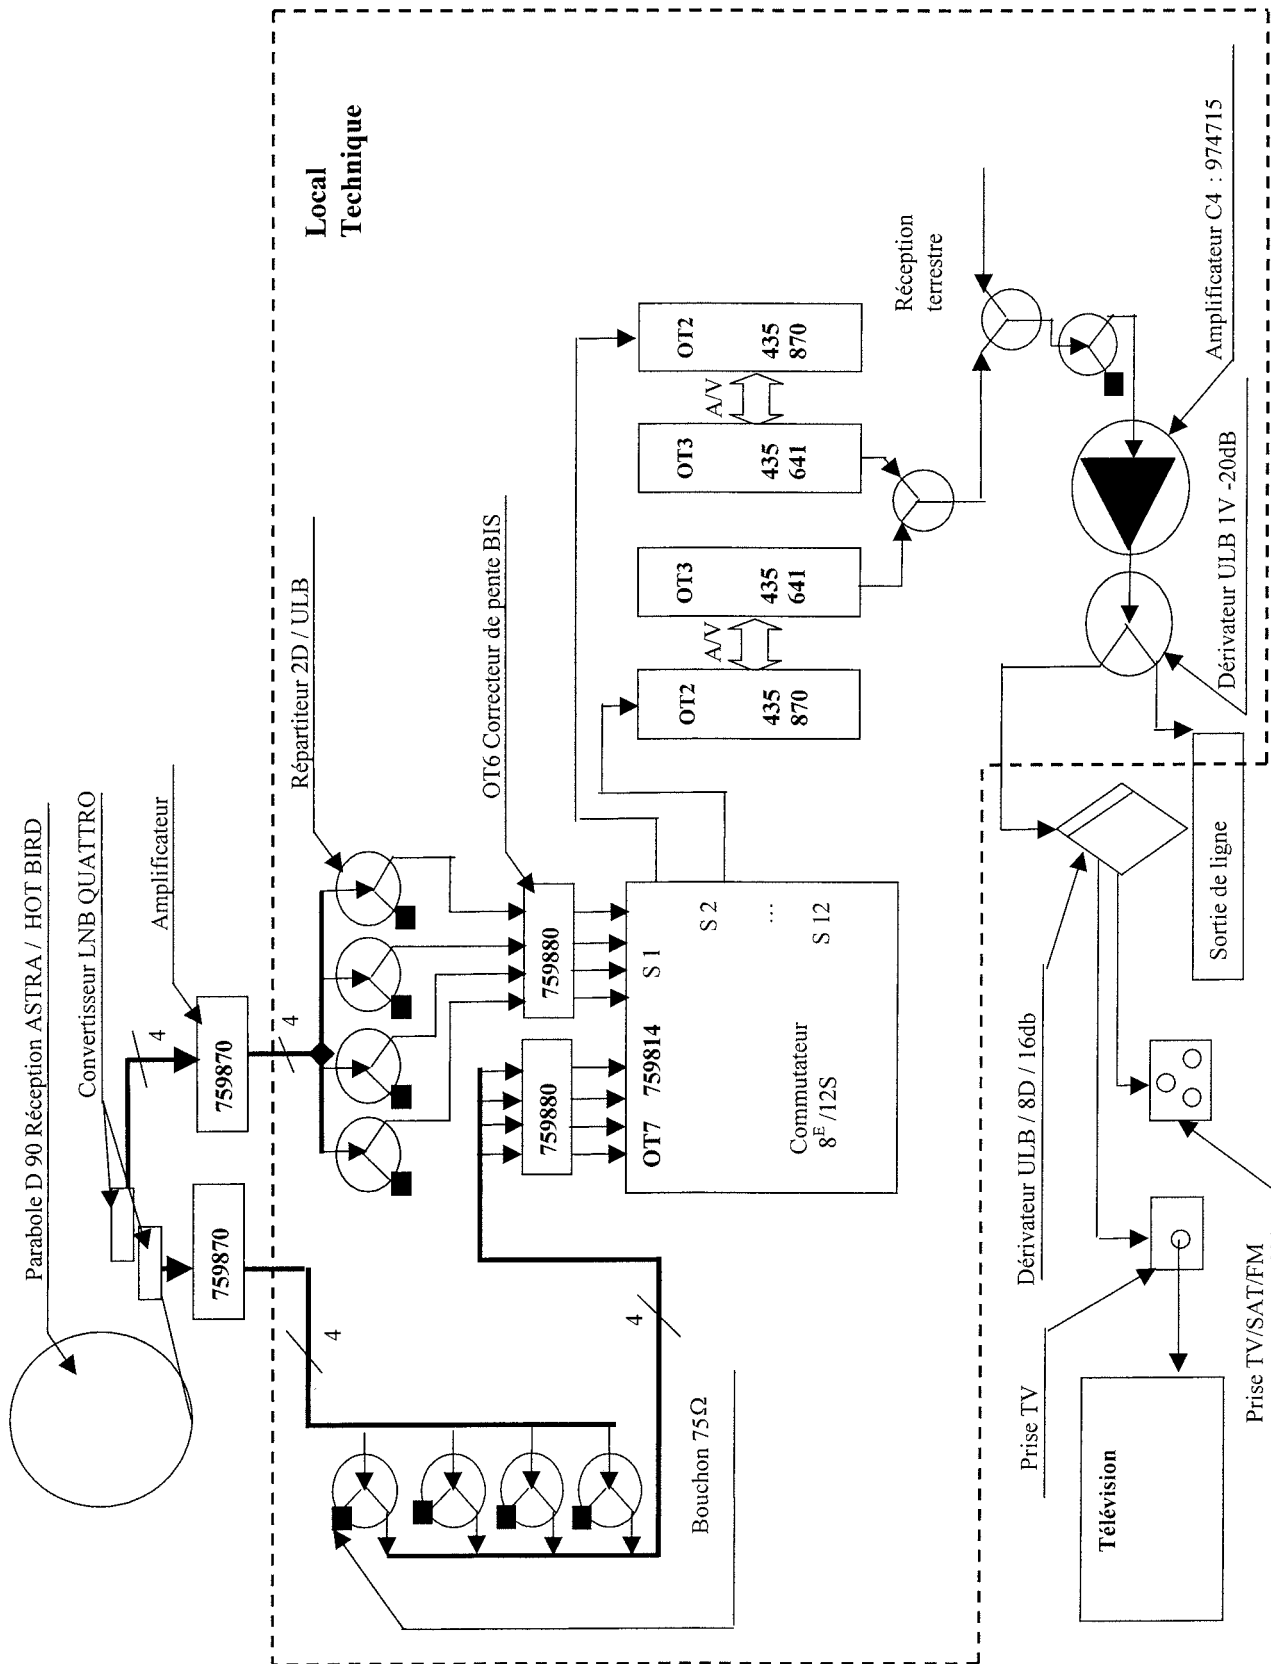 Parabole D 90 Réception ASTRA / HOT BIRD
Convertisseur LNB QUATTRO
Amplificateur
759870
759870
4
4
4
4
Local
Technique
Répartiteur 2D / ULB
OT6 Correcteur de pente BIS
759880
759880
OT7 759814
S 1
S 2
...
S 12
Commutateur
8E /12S
Bouchon 75Ω
OT2
435
870
A/V
OT3
435
641
OT3
435
641
A/V
OT2
435
870
Réception
terrestre
Amplificateur C4 : 974715
Dérivateur ULB 1V -20dB
Dérivateur ULB / 8D / 16db
Sortie de ligne
Prise TV
Prise TV/SAT/FM
Télévision